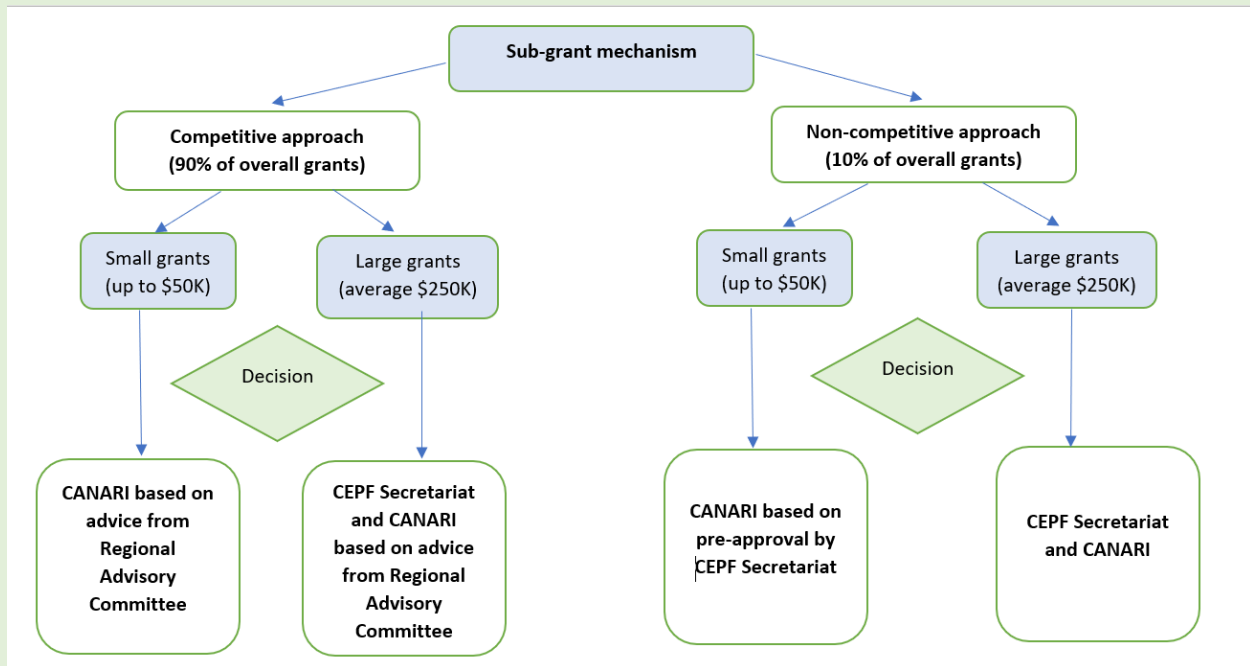 Sub-grant mechanism
Competitive approach
(90% of overall grants)
Non-competitive approach
(10% of overall grants)
Small grants
(up to $50K)
Large grants
(average $250K)
Small grants
(up to $50K)
Large grants
(average $250K)
Decision
Decision
CANARI based on
advice from
Regional
Advisory
Committee
CEPF Secretariat
and CANARI
based on advice
from Regional
Advisory
Committee
CANARI based on
pre-approval by
CEPF Secretariat
CEPF Secretariat
and CANARI